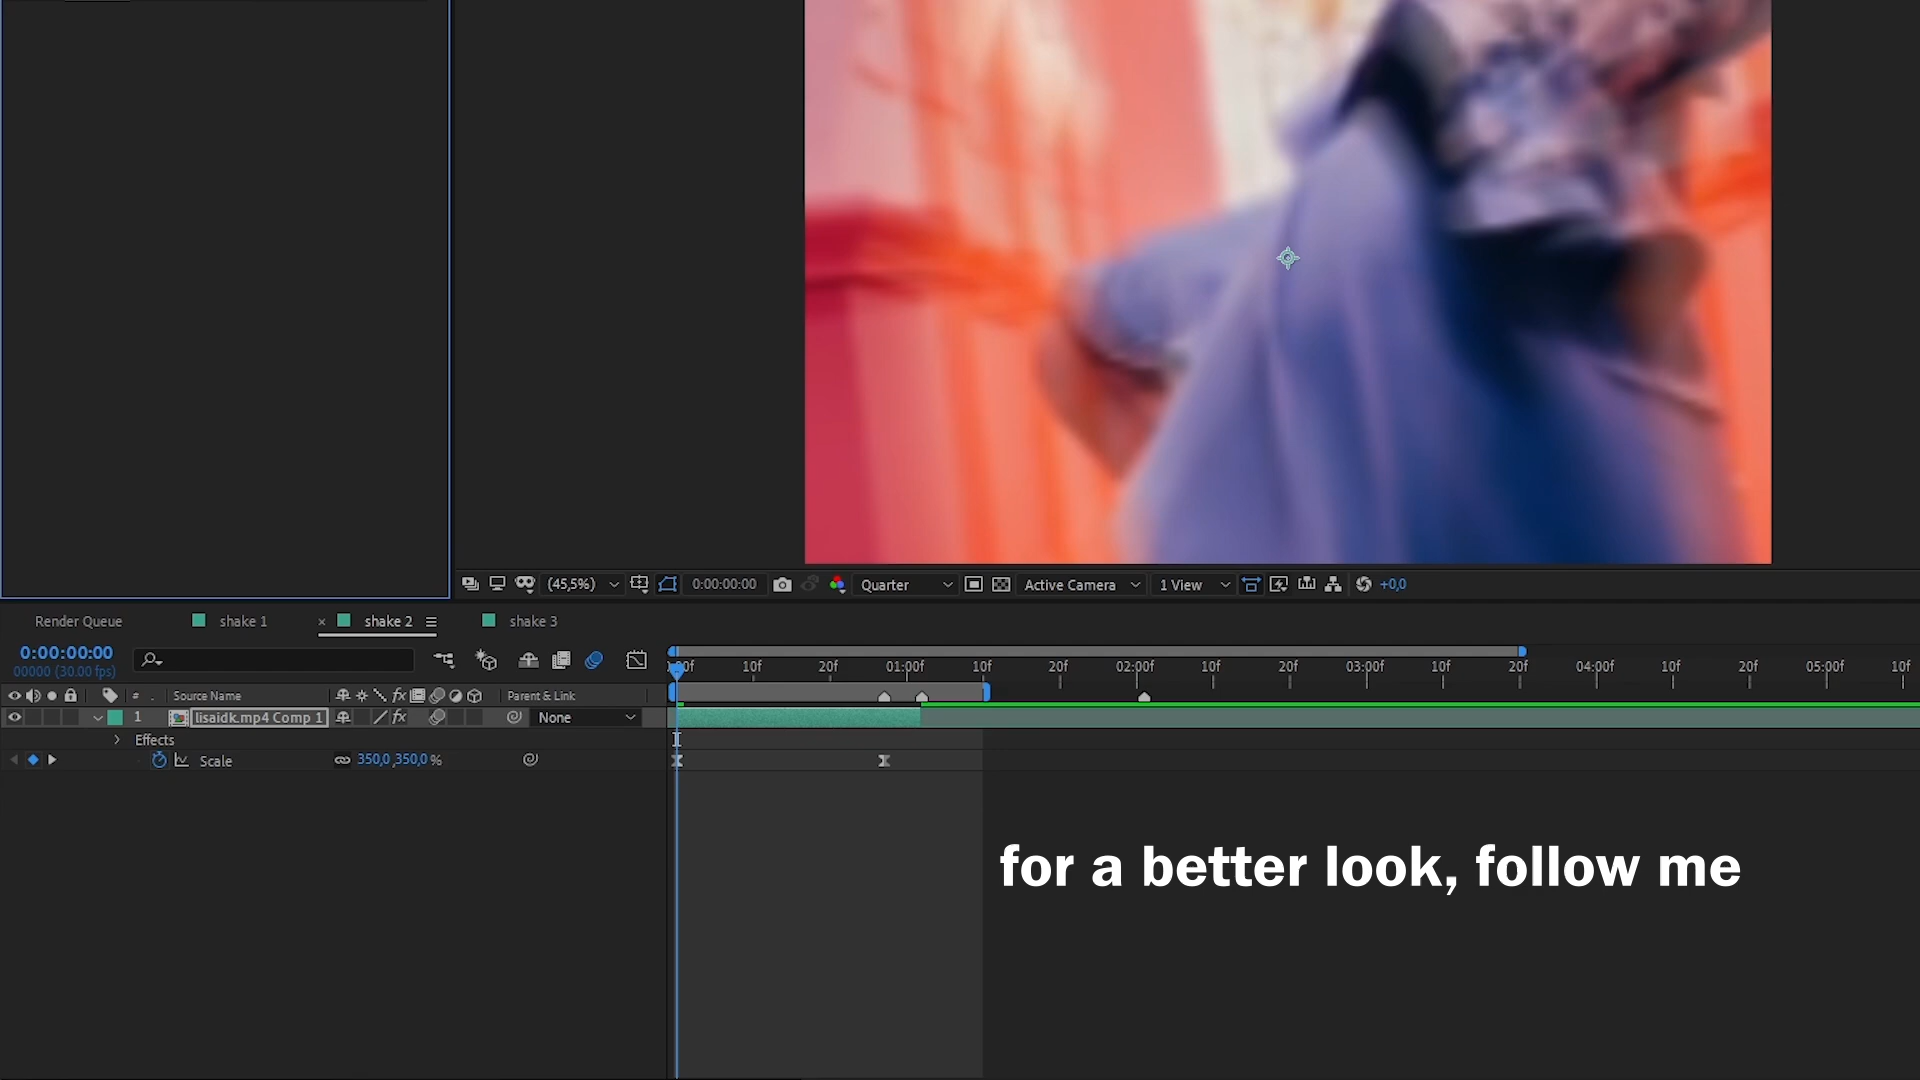 (45,5%)
0:00:00:00
Quarter
Active Camera
1 View
+0,0
Render Queue
shake 1
× shake 2
shake 3
0:00:00:00
00000 (30.00 fps)
10f
20f
01:00f
10f
20f
02:00f
10f
20f
03:00f
10f
20f
04:00f
10f
20f
05:00f
10f
# Source Name
fx
Parent & Link
1 lisaidk.mp4 Comp 1
fx
None
Effects
Scale
350,0,350,0 %
for a better look, follow me